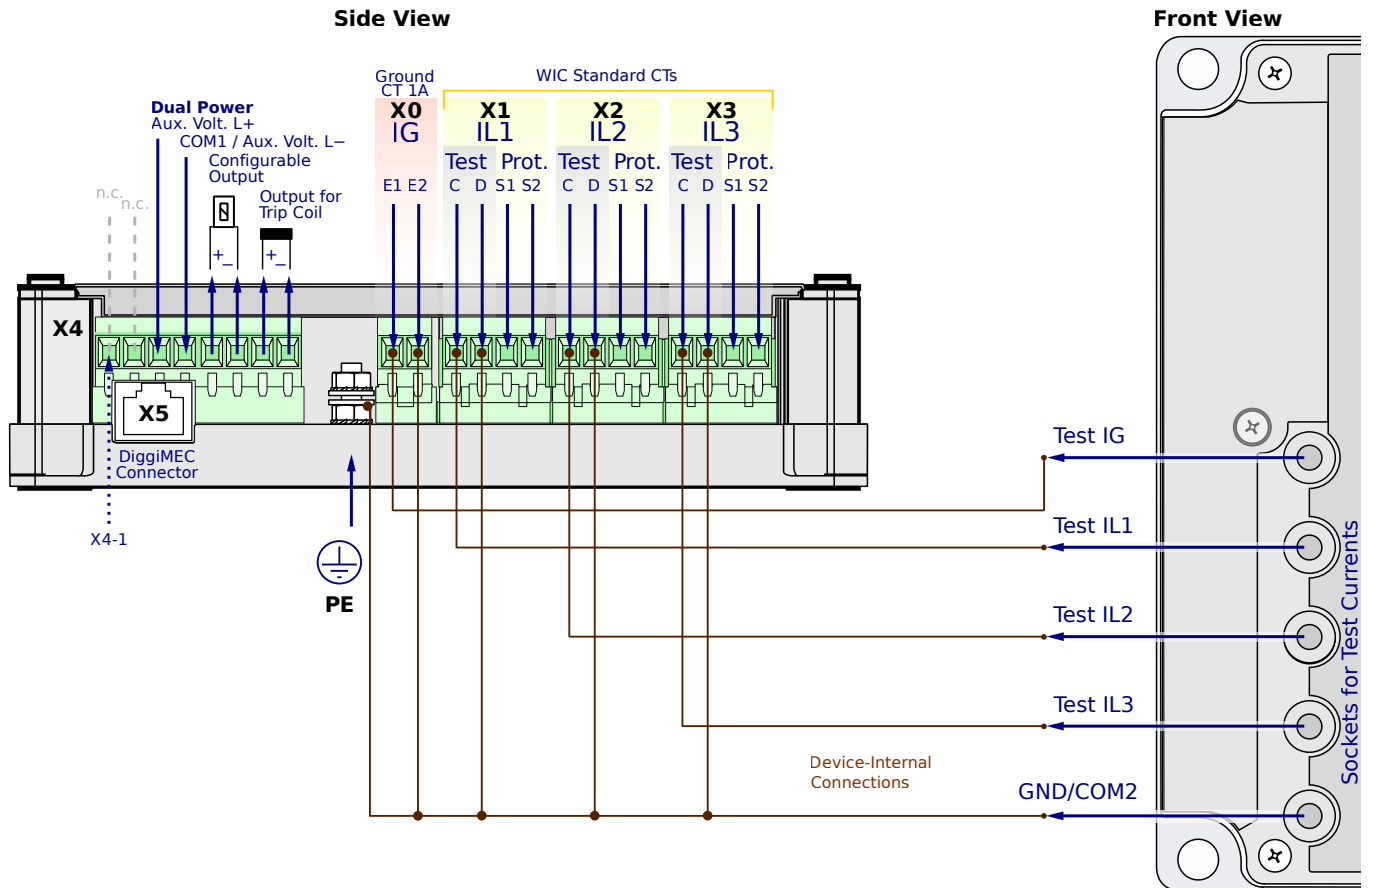 Side View
Front View
Ground
CT 1A
WIC Standard CTs
Dual Power
Aux. Volt. L+
COM1 / Aux. Volt. L−
Configurable
Output
Output for
Trip Coil
n.c.
n.c.
+
−
+
−
X0
IG
E1 E2
X1
IL1
Test Prot.
C D S1 S2
X2
IL2
Test Prot.
C D S1 S2
X3
IL3
Test Prot.
C D S1 S2
X4
X5
DiggiMEC
Connector
X4-1
PE
Test IG
Test IL1
Test IL2
Test IL3
GND/COM2
Device-Internal
Connections
Sockets for Test Currents